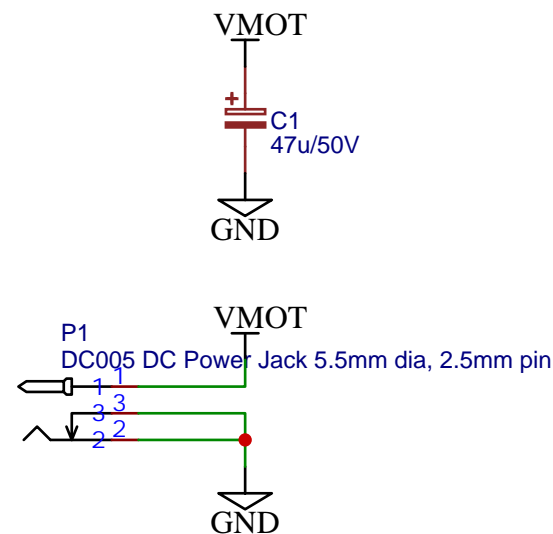 VMOT
+
C1
47u/50V
GND
VMOT
P1
DC005 DC Power Jack 5.5mm dia, 2.5mm pin
1 1
3 3
2 2
GND